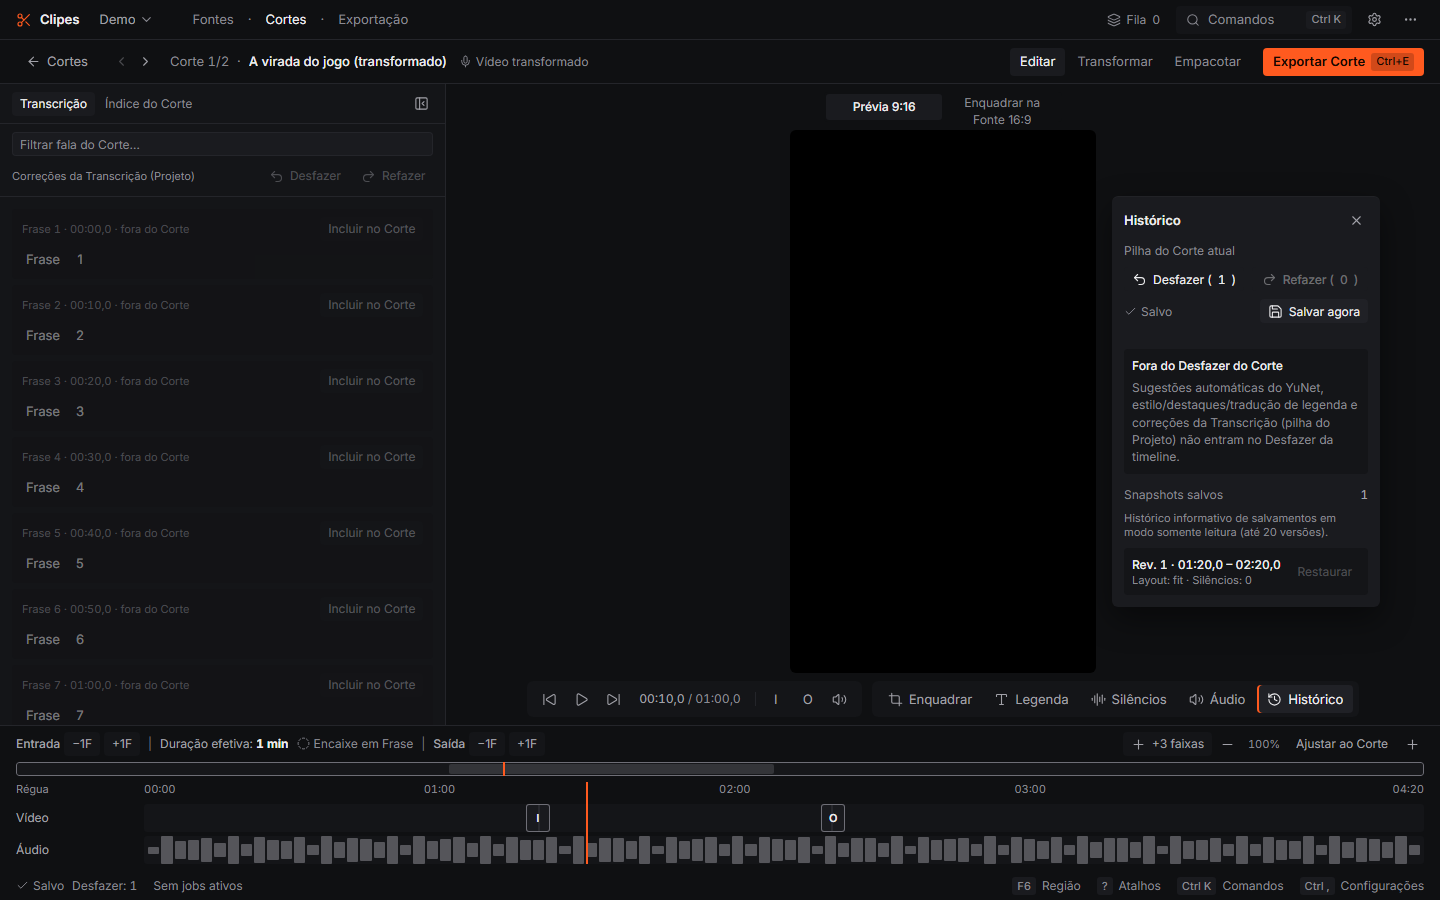 Clipes Demo Fontes · Cortes · Exportação Fila 0 Comandos Ctrl K
Cortes Corte 1/2 · A virada do jogo (transformado) Vídeo transformado Editar Transformar Empacotar Exportar Corte Ctrl+E
Transcrição Índice do Corte
Filtrar fala do Corte...
Correções da Transcrição (Projeto) Desfazer Refazer
Frase 1 · 00:00,0 · fora do Corte Incluir no Corte
Frase 1
Frase 2 · 00:10,0 · fora do Corte Incluir no Corte
Frase 2
Frase 3 · 00:20,0 · fora do Corte Incluir no Corte
Frase 3
Frase 4 · 00:30,0 · fora do Corte Incluir no Corte
Frase 4
Frase 5 · 00:40,0 · fora do Corte Incluir no Corte
Frase 5
Frase 6 · 00:50,0 · fora do Corte Incluir no Corte
Frase 6
Frase 7 · 01:00,0 · fora do Corte Incluir no Corte
Frase 7
Prévia 9:16
Enquadrar na
Fonte 16:9
Histórico
Pilha do Corte atual
Desfazer ( 1 ) Refazer ( 0 )
Salvo Salvar agora
Fora do Desfazer do Corte
Sugestões automáticas do YuNet,
estilo/destaques/tradução de legenda e
correções da Transcrição (pilha do
Projeto) não entram no Desfazer da
timeline.
Snapshots salvos 1
Histórico informativo de salvamentos em
modo somente leitura (até 20 versões).
Rev. 1 · 01:20,0 – 02:20,0
Layout: fit · Silêncios: 0
Restaurar
00:10,0 / 01:00,0 I O Enquadrar Legenda Silêncios Áudio Histórico
Entrada −1F +1F Duração efetiva: 1 min Encaixe em Frase Saída −1F +1F +3 faixas 100% Ajustar ao Corte
Régua 00:00 01:00 02:00 03:00 04:20
Vídeo I O
Áudio
Salvo Desfazer: 1 Sem jobs ativos F6 Região ? Atalhos Ctrl K Comandos Ctrl , Configurações